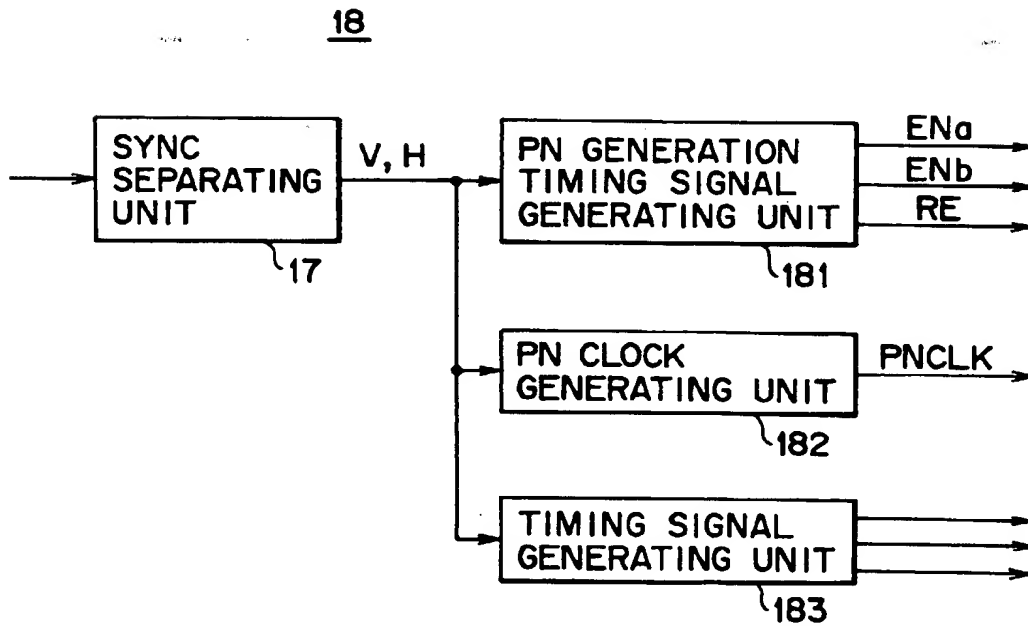 18
SYNC
SEPARATING
UNIT
17
V, H
PN GENERATION
TIMING SIGNAL
GENERATING UNIT
181
ENa
ENb
RE
PN CLOCK
GENERATING UNIT
182
PNCLK
TIMING SIGNAL
GENERATING UNIT
183